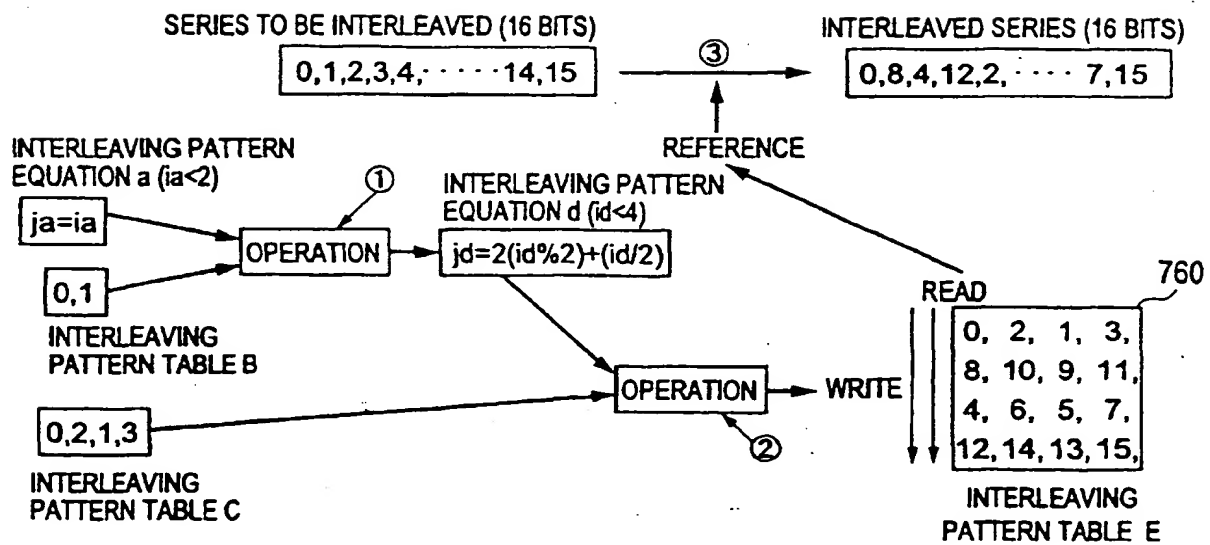 SERIES TO BE INTERLEAVED (16 BITS)
INTERLEAVED SERIES (16 BITS)
0,1,2,3,4,· · · · ·14,15
③
0,8,4,12,2, · · · · 7,15
INTERLEAVING PATTERN
EQUATION a (ia<2)
REFERENCE
ja=ia
①
INTERLEAVING PATTERN
EQUATION d (id<4)
OPERATION
jd=2(id%2)+(id/2)
0,1
INTERLEAVING
PATTERN TABLE B
READ
760
0, 2, 1, 3,
8, 10, 9, 11,
4, 6, 5, 7,
12, 14, 13, 15,
OPERATION
WRITE
②
0,2,1,3
INTERLEAVING
PATTERN TABLE C
INTERLEAVING
PATTERN TABLE E